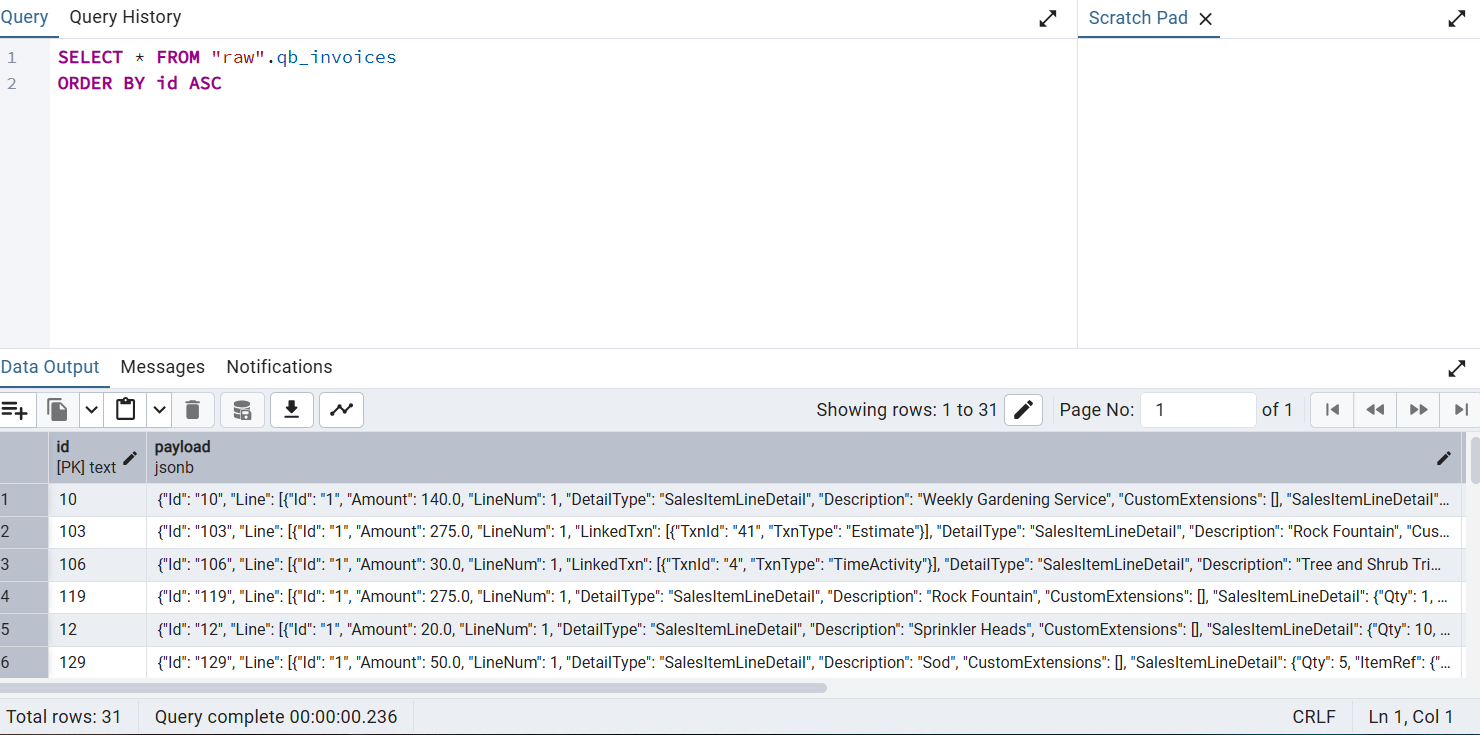 Query Query History Scratch Pad
1 SELECT * FROM "raw".qb_invoices
2 ORDER BY id ASC
Data Output Messages Notifications
Showing rows: 1 to 31 Page No: 1 of 1
id payload
[PK] text jsonb
1 10 {"Id": "10", "Line": [{"Id": "1", "Amount": 140.0, "LineNum": 1, "DetailType": "SalesItemLineDetail", "Description": "Weekly Gardening Service", "CustomExtensions": [], "SalesItemLineDetail"...
2 103 {"Id": "103", "Line": [{"Id": "1", "Amount": 275.0, "LineNum": 1, "LinkedTxn": [{"TxnId": "41", "TxnType": "Estimate"}], "DetailType": "SalesItemLineDetail", "Description": "Rock Fountain", "Cus...
3 106 {"Id": "106", "Line": [{"Id": "1", "Amount": 30.0, "LineNum": 1, "LinkedTxn": [{"TxnId": "4", "TxnType": "TimeActivity"}], "DetailType": "SalesItemLineDetail", "Description": "Tree and Shrub Tri...
4 119 {"Id": "119", "Line": [{"Id": "1", "Amount": 275.0, "LineNum": 1, "DetailType": "SalesItemLineDetail", "Description": "Rock Fountain", "CustomExtensions": [], "SalesItemLineDetail": {"Qty": 1, ...
5 12 {"Id": "12", "Line": [{"Id": "1", "Amount": 20.0, "LineNum": 1, "DetailType": "SalesItemLineDetail", "Description": "Sprinkler Heads", "CustomExtensions": [], "SalesItemLineDetail": {"Qty": 10, ...
6 129 {"Id": "129", "Line": [{"Id": "1", "Amount": 50.0, "LineNum": 1, "DetailType": "SalesItemLineDetail", "Description": "Sod", "CustomExtensions": [], "SalesItemLineDetail": {"Qty": 5, "ItemRef": {"...
Total rows: 31 Query complete 00:00:00.236 CRLF Ln 1, Col 1